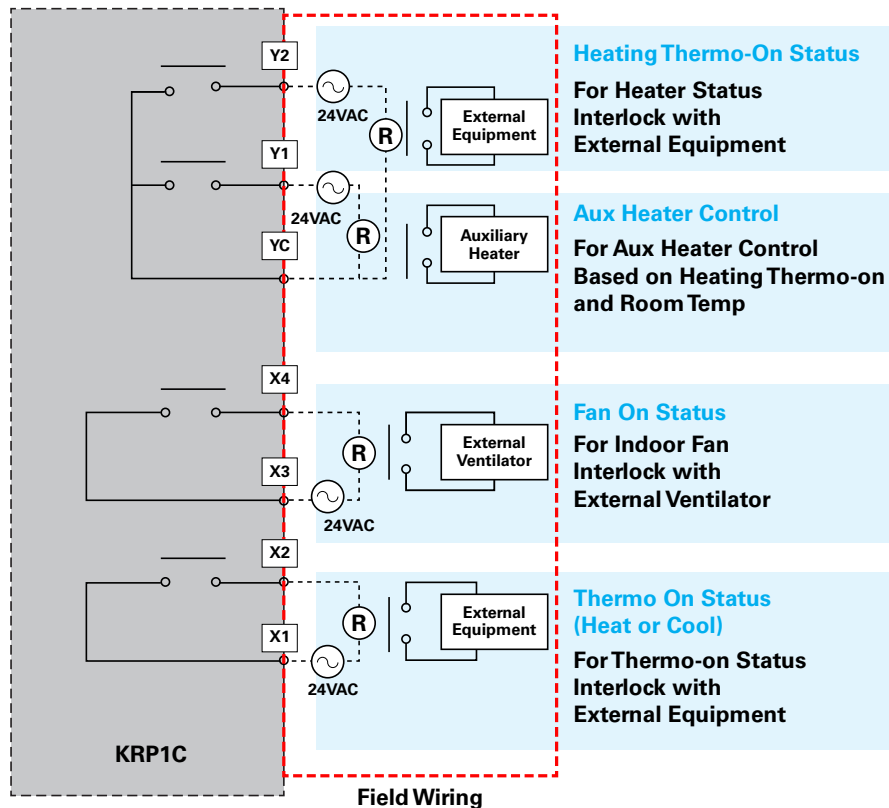 Y2
24VAC
R
External
Equipment
Heating Thermo-On Status
For Heater Status
Interlock with
External Equipment
Y1
24VAC
R
YC
Auxiliary
Heater
Aux Heater Control
For Aux Heater Control
Based on Heating Thermo-on
and Room Temp
X4
R
External
Ventilator
X3
24VAC
Fan On Status
For Indoor Fan
Interlock with
External Ventilator
X2
R
External
Equipment
X1
24VAC
Thermo On Status
(Heat or Cool)
For Thermo-on Status
Interlock with
External Equipment
KRP1C
Field Wiring